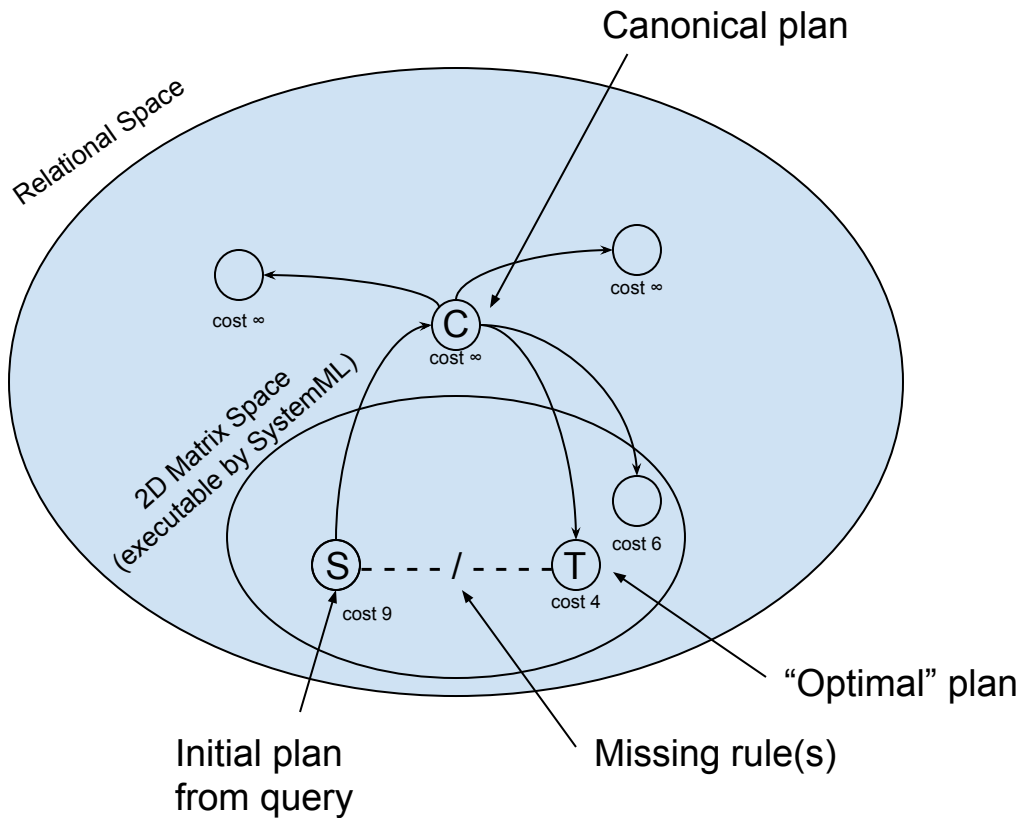 Canonical plan
Relational Space
cost ∞
cost ∞
C
cost ∞
2D Matrix Space
(executable by SystemML)
cost 6
S
/
T
cost 9
cost 4
“Optimal” plan
Initial plan
from query
Missing rule(s)